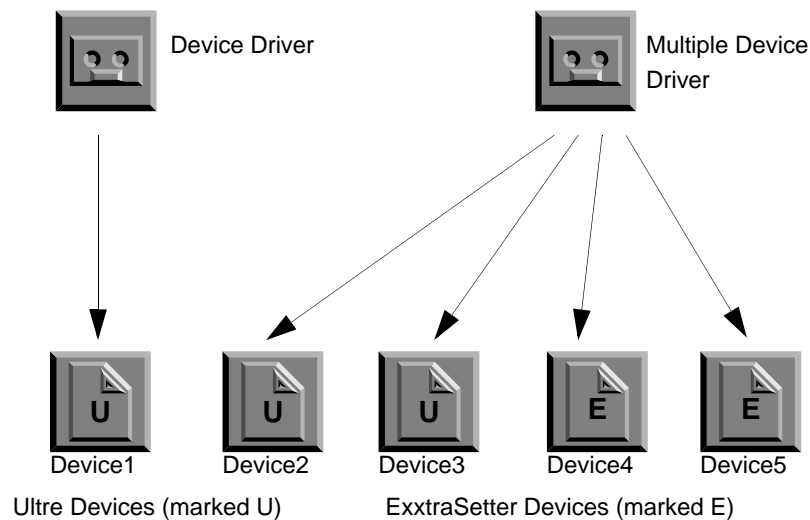 Device Driver
Multiple Device
Driver
U
U
U
E
E
Device1
Device2
Device3
Device4
Device5
Ultre Devices (marked U)
ExxtraSetter Devices (marked E)